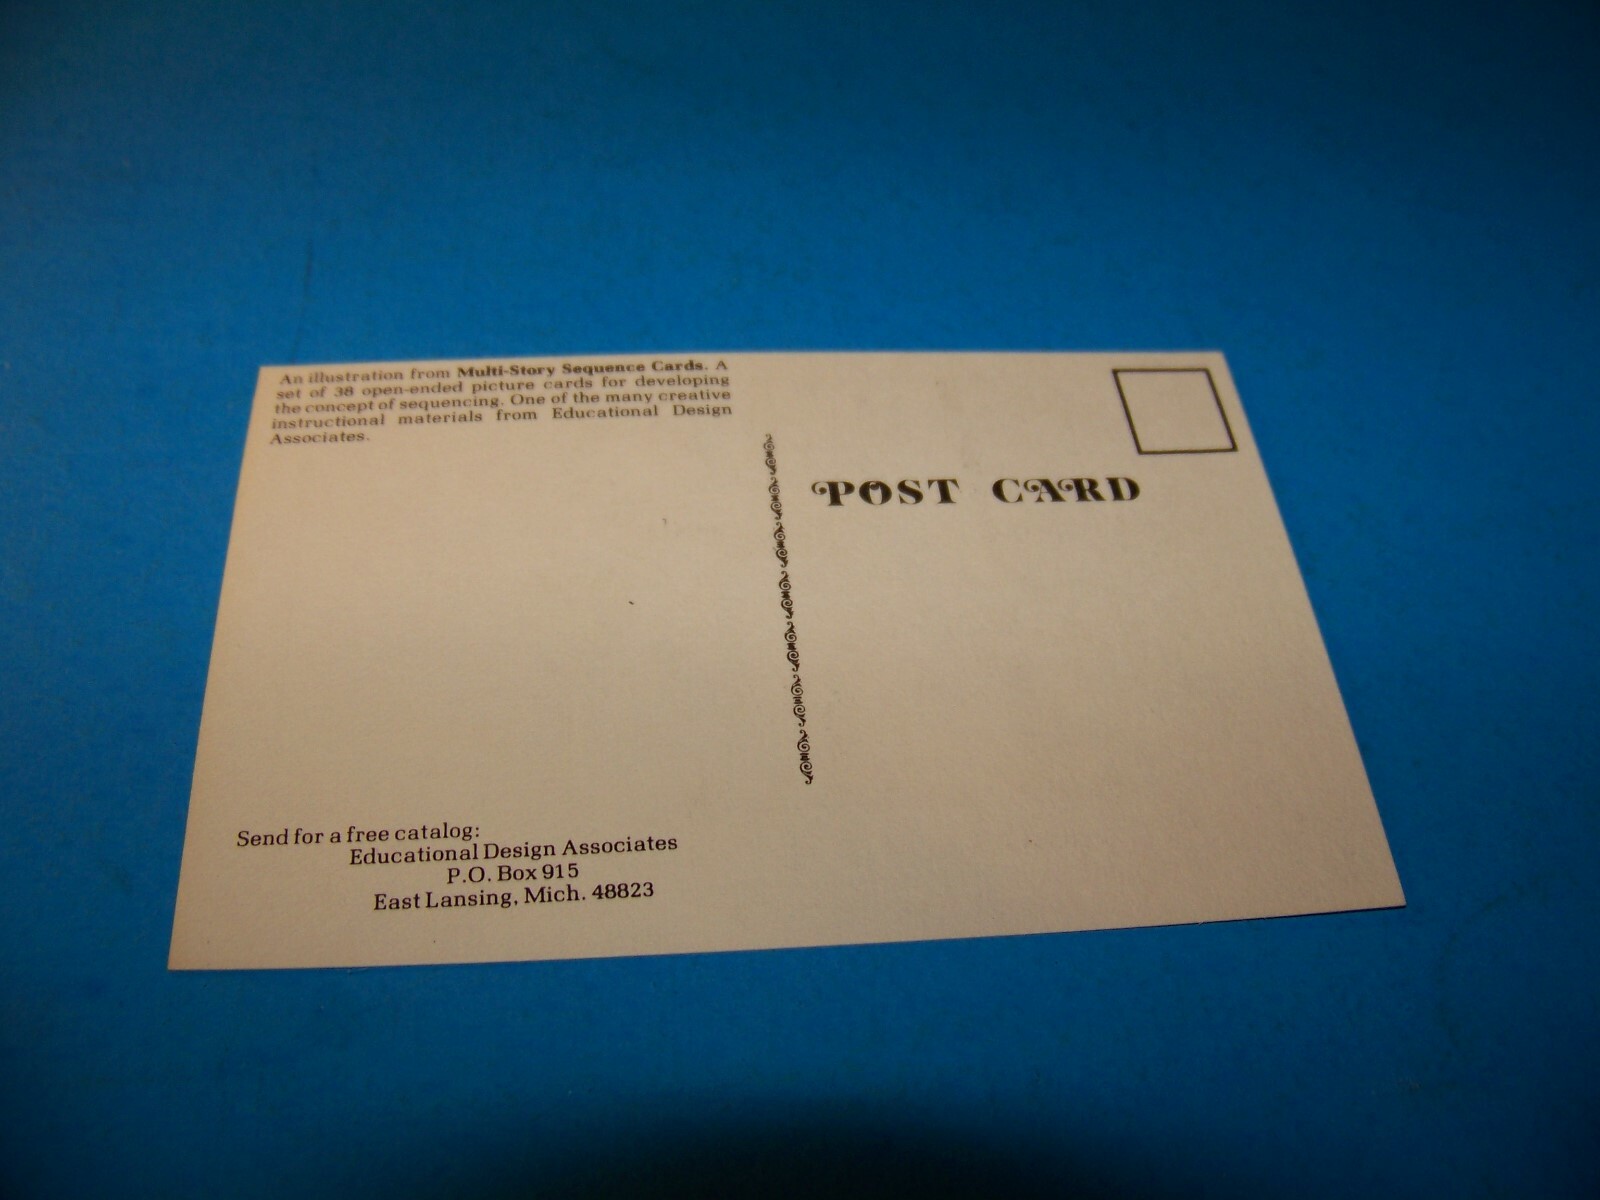 An illustration from Multi-Story Sequence Cards. A
set of 38 open-ended picture cards for developing
the concept of sequencing. One of the many creative
instructional materials from Educational Design
Associates.
POST CARD
Send for a free catalog:
Educational Design Associates
P.O. Box 915
East Lansing, Mich. 48823